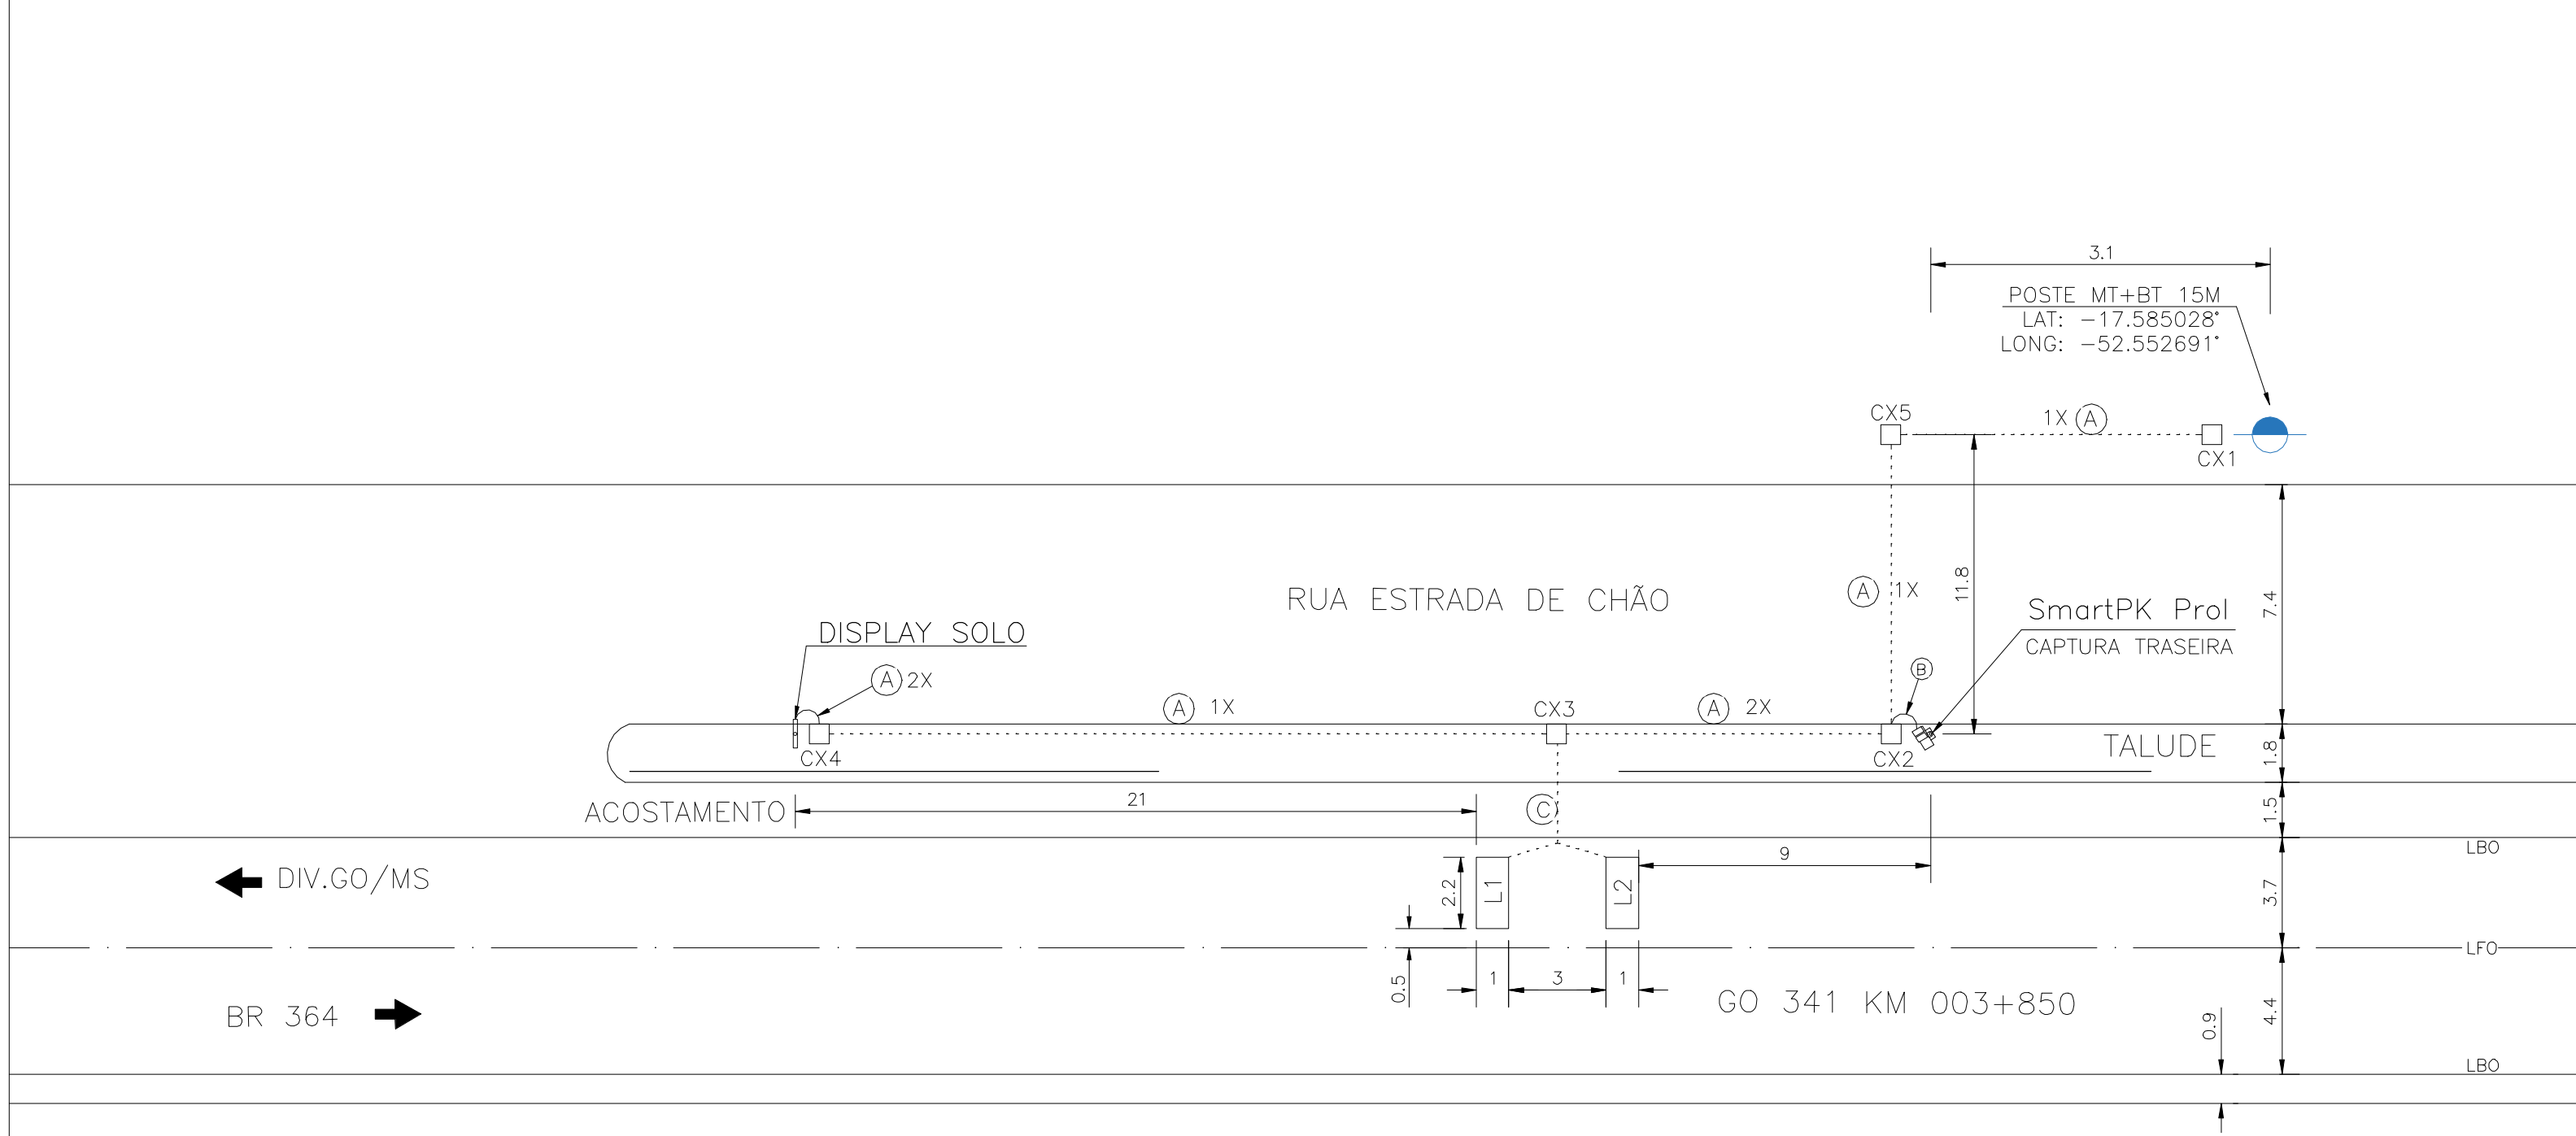 3.1
POSTE MT+BT 15M
LAT: -17.585028°
LONG: -52.552691°
CX5
1X A
CX1
11.8
A 1X
7.4
RUA ESTRADA DE CHÃO
SmartPK ProI
CAPTURA TRASEIRA
DISPLAY SOLO
A 2X
B
A 1X
CX3
A 2X
CX4
CX2
TALUDE
1.8
ACOSTAMENTO
21
C
1.5
LBO
DIV.GO/MS
9
2.2
L1
L2
3.7
LFO
0.5
1
3
1
BR 364
GO 341 KM 003+850
0.9
4.4
LBO